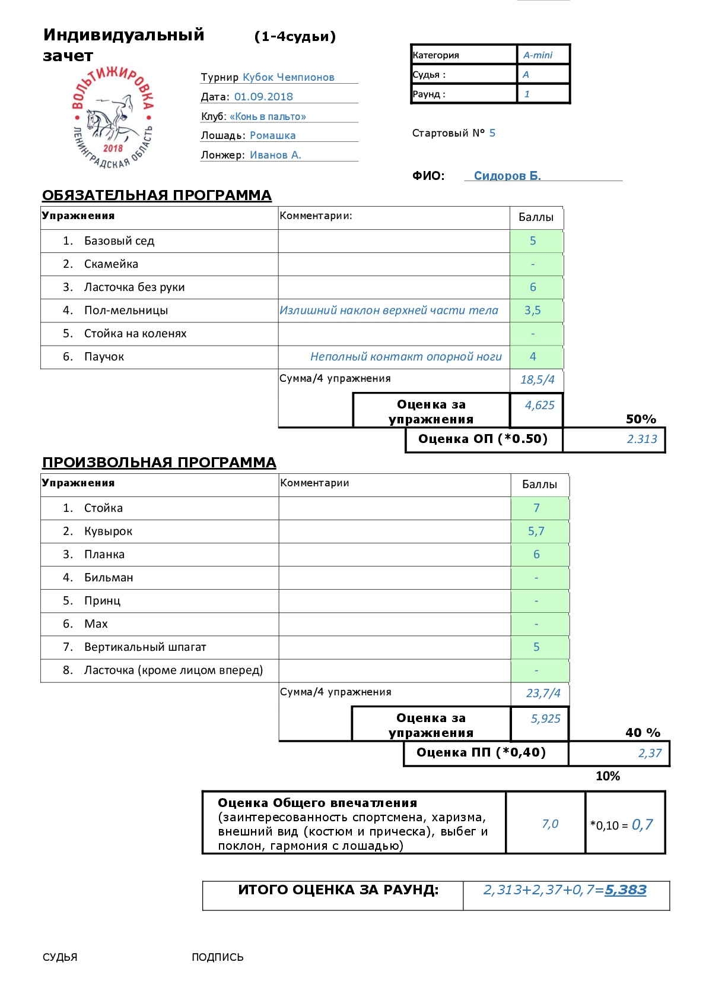 Индивидуальный зачет (1-4судьи)
ВОЛЬТИЖИРОВКА
ЛЕНИНГРАДСКАЯ ОБЛАСТЬ
2018
Турнир Кубок Чемпионов
Дата: 01.09.2018
Клуб: «Конь в пальто»
Лошадь: Ромашка
Лонжер: Иванов А.
Категория A-mini
Судья : А
Раунд : 1
Стартовый N° 5
ФИО: Сидоров Б.
ОБЯЗАТЕЛЬНАЯ ПРОГРАММА
Упражнения Комментарии: Баллы
1. Базовый сед 5
2. Скамейка -
3. Ласточка без руки 6
4. Пол-мельницы Излишний наклон верхней части тела 3,5
5. Стойка на коленях -
6. Паучок Неполный контакт опорной ноги 4
Сумма/4 упражнения 18,5/4
Оценка за
упражнения 4,625 50%
Оценка ОП (*0.50) 2.313
ПРОИЗВОЛЬНАЯ ПРОГРАММА
Упражнения Комментарии Баллы
1. Стойка 7
2. Кувырок 5,7
3. Планка 6
4. Бильман -
5. Принц -
6. Мах -
7. Вертикальный шпагат 5
8. Ласточка (кроме лицом вперед) -
Сумма/4 упражнения 23,7/4
Оценка за
упражнения 5,925 40 %
Оценка ПП (*0,40) 2,37
10%
Оценка Общего впечатления
(заинтересованность спортсмена, харизма,
внешний вид (костюм и прическа), выбег и
поклон, гармония с лошадью) 7,0 *0,10 = 0,7
ИТОГО ОЦЕНКА ЗА РАУНД: 2,313+2,37+0,7=5,383
СУДЬЯ ПОДПИСЬ